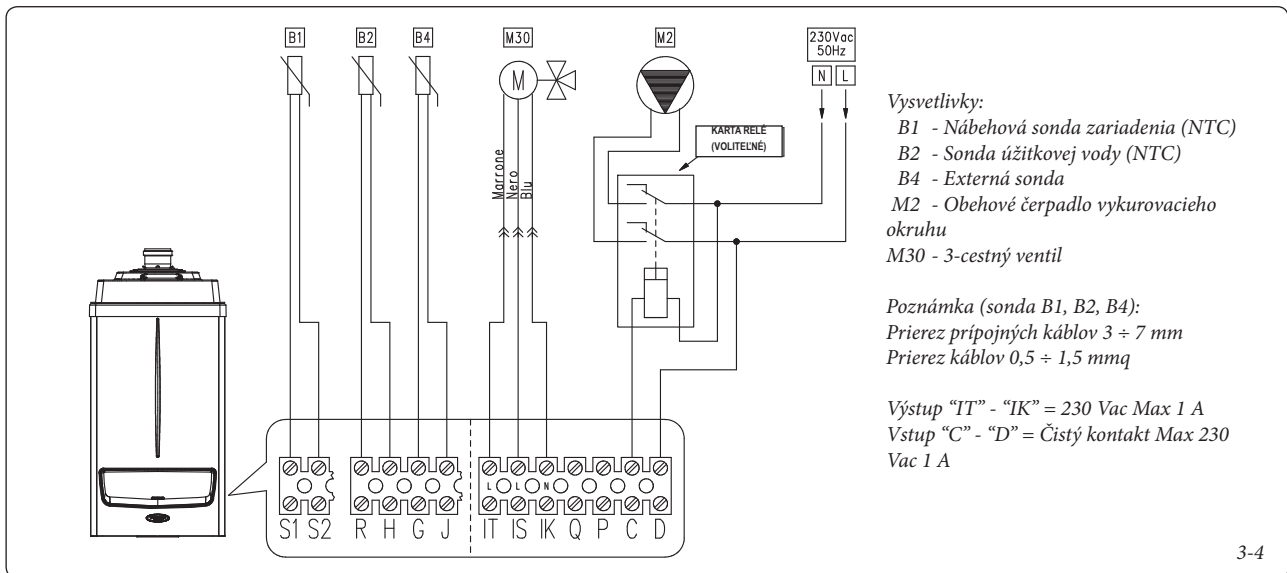 B1
B2
B4
M30
M2
230Vac
50Hz
N L
M
KARTA RELÉ
(VOLITEĽNÉ)
Marrone
Nero
Blu
Vysvetlivky:
B1 - Nábehová sonda zariadenia (NTC)
B2 - Sonda úžitkovej vody (NTC)
B4 - Externá sonda
M2 - Obehové čerpadlo vykurovacieho
okruhu
M30 - 3-cestný ventil
Poznámka (sonda B1, B2, B4):
Prierez prípojných káblov 3 ÷ 7 mm
Prierez káblov 0,5 ÷ 1,5 mmq
Výstup “IT” - “IK” = 230 Vac Max 1 A
Vstup “C” - “D” = Čistý kontakt Max 230
Vac 1 A
L L N
S1 S2 R H G J IT IS IK Q P C D
3-4